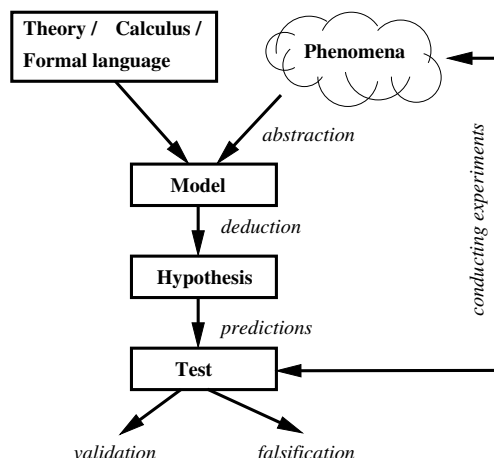 Theory / Calculus /
Formal language
Phenomena
abstraction
Model
deduction
Hypothesis
predictions
Test
validation
falsification
conducting experiments